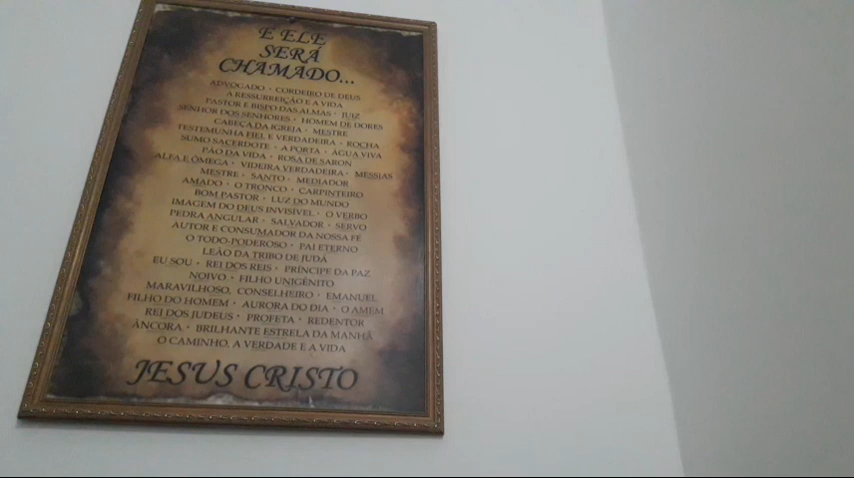 E ELE
SERÁ
CHAMADO...
ADVOGADO • CORDEIRO DE DEUS
A RESSURREIÇÃO E A VIDA
PASTOR E BISPO DAS ALMAS • JUIZ
SENHOR DOS SENHORES • HOMEM DE DORES
CABEÇA DA IGREJA • MESTRE
TESTEMUNHA FIEL E VERDADEIRA • ROCHA
SUMO SACERDOTE • A PORTA • ÁGUA VIVA
PÃO DA VIDA • ROSA DE SARON
ALFA E ÔMEGA • VIDEIRA VERDADEIRA • MESSIAS
MESTRE • SANTO • MEDIADOR
AMADO • O TRONCO • CARPINTEIRO
BOM PASTOR • LUZ DO MUNDO
IMAGEM DO DEUS INVISÍVEL • O VERBO
PEDRA ANGULAR • SALVADOR • SERVO
AUTOR E CONSUMADOR DA NOSSA FÉ
O TODO-PODEROSO • PAI ETERNO
LEÃO DA TRIBO DE JUDÁ
EU SOU • REI DOS REIS • PRÍNCIPE DA PAZ
NOIVO • FILHO UNIGÊNITO
MARAVILHOSO, CONSELHEIRO • EMANUEL
FILHO DO HOMEM • AURORA DO DIA • O AMEM
REI DOS JUDEUS • PROFETA • REDENTOR
ÂNCORA • BRILHANTE ESTRELA DA MANHÃ
O CAMINHO, A VERDADE E A VIDA
JESUS CRISTO